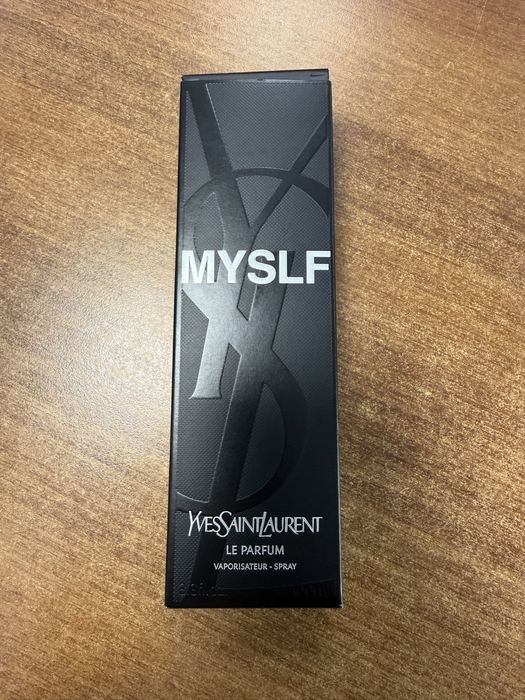 MYSLF
YVESSAINTLAURENT
LE PARFUM
VAPORISATEUR - SPRAY